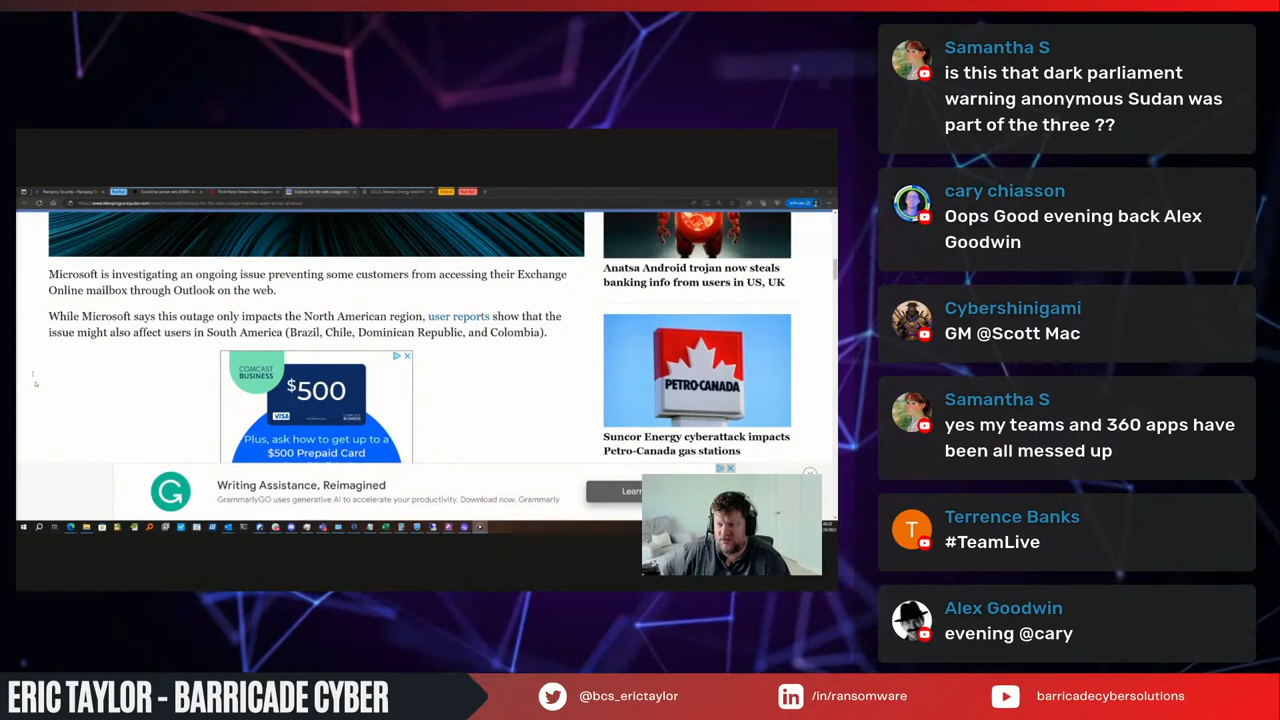 Microsoft is investigating an ongoing issue preventing some customers from accessing their Exchange
Online mailbox through Outlook on the web.
While Microsoft says this outage only impacts the North American region, user reports show that the
issue might also affect users in South America (Brazil, Chile, Dominican Republic, and Colombia).
COMCAST
BUSINESS
$500
VISA
Plus, ask how to get up to a
$500 Prepaid Card
Anatsa Android trojan now steals
banking info from users in US, UK
PETRO-CANADA
Suncor Energy cyberattack impacts
Petro-Canada gas stations
Writing Assistance, Reimagined
GrammarlyGO uses generative AI to accelerate your productivity. Download now. Grammarly
Samantha S
is this that dark parliament
warning anonymous Sudan was
part of the three ??
cary chiasson
Oops Good evening back Alex
Goodwin
Cybershinigami
GM @Scott Mac
Samantha S
yes my teams and 360 apps have
been all messed up
T
Terrence Banks
#TeamLive
Alex Goodwin
evening @cary
ERIC TAYLOR - BARRICADE CYBER
@bcs_erictaylor
in
/in/ransomware
barricadecybersolutions